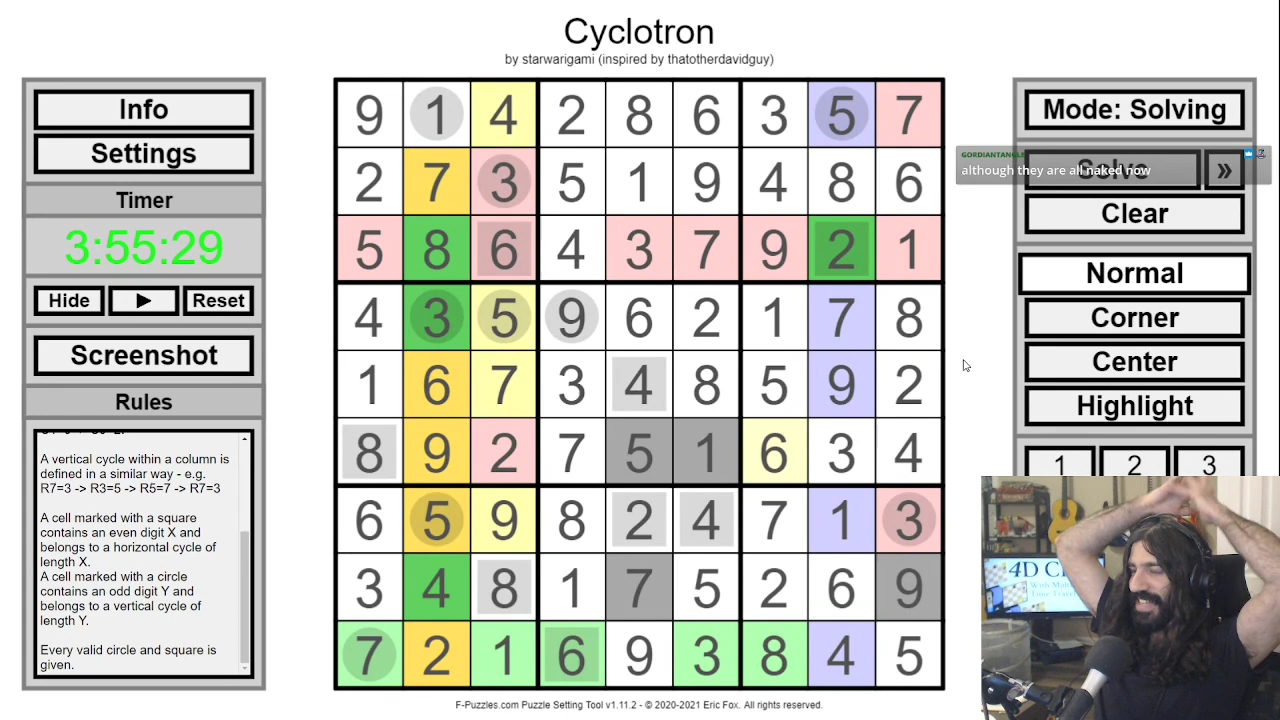 Cyclotron
by starwarigami (inspired by thatotherdavidguy)
Info
Settings
Timer
3:55:29
Hide
Reset
Screenshot
Rules
A vertical cycle within a column is
defined in a similar way - e.g.
R7=3 -> R3=5 -> R5=7 -> R7=3
A cell marked with a square
contains an even digit X and
belongs to a horizontal cycle of
length X.
A cell marked with a circle
contains an odd digit Y and
belongs to a vertical cycle of
length Y.
Every valid circle and square is
given.
9 1 4 2 8 6 3 5 7
2 7 3 5 1 9 4 8 6
5 8 6 4 3 7 9 2 1
4 3 5 9 6 2 1 7 8
1 6 7 3 4 8 5 9 2
8 9 2 7 5 1 6 3 4
6 5 9 8 2 4 7 1 3
3 4 8 1 7 5 2 6 9
7 2 1 6 9 3 8 4 5
F-Puzzles.com Puzzle Setting Tool v1.11.2 - © 2020-2021 Eric Fox. All rights reserved.
Mode: Solving
GORDIANTANGLE
although they are all naked now
Solve »
Clear
Normal
Corner
Center
Highlight
1 2 3